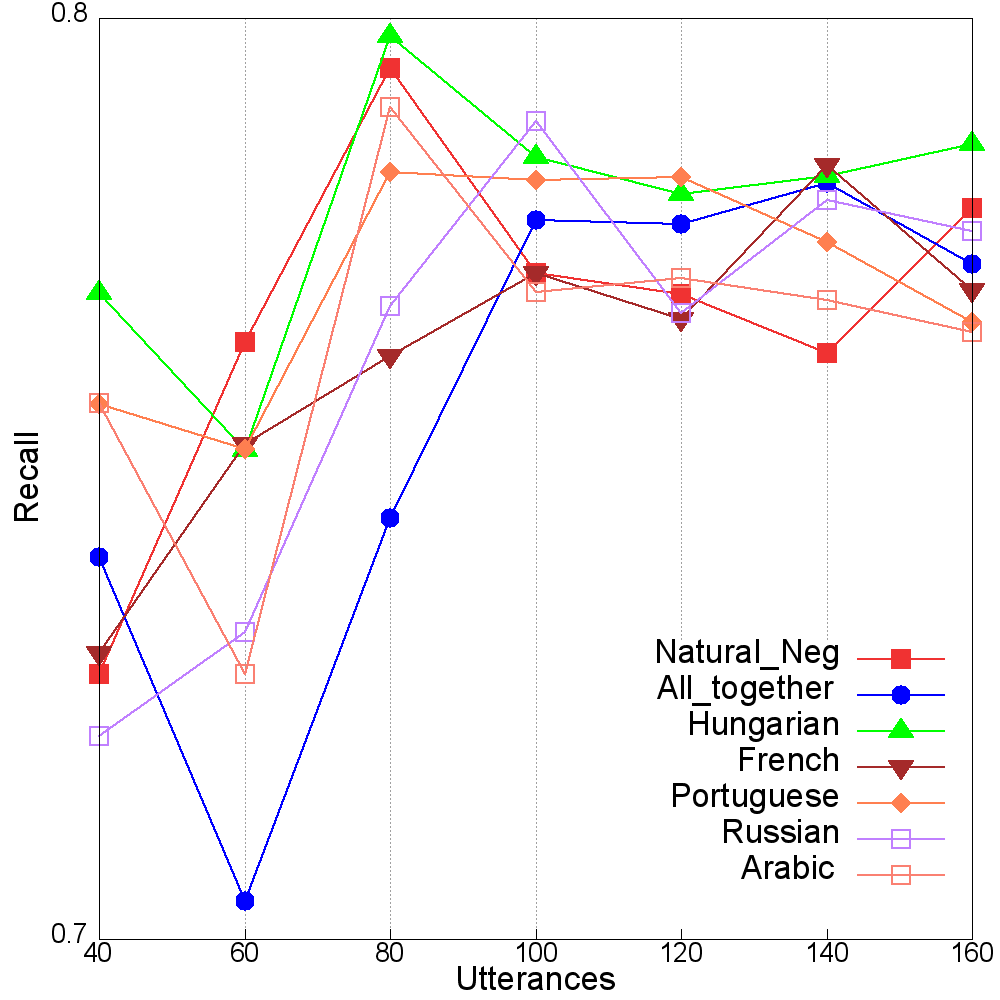 0.8
Recall
Natural_Neg
All_together
Hungarian
French
Portuguese
Russian
Arabic
0.7
40 60 80 100 120 140 160
Utterances